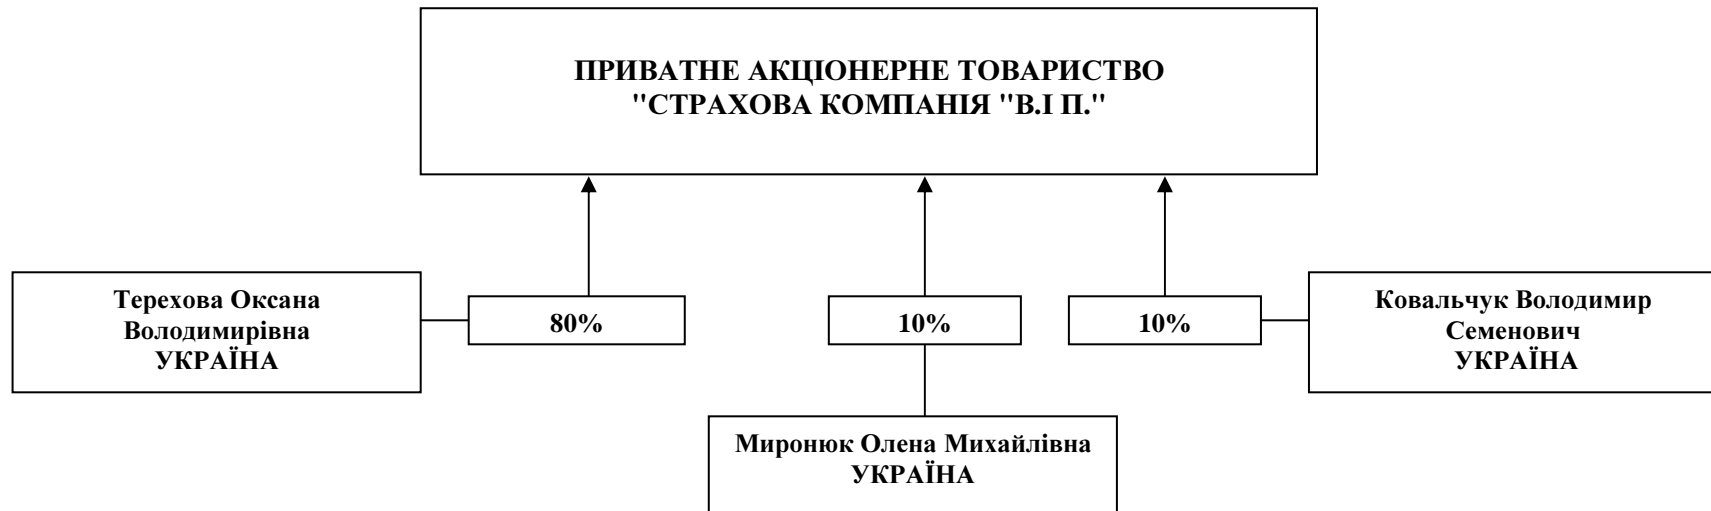 ПРИВАТНЕ АКЦІОНЕРНЕ ТОВАРИСТВО
"СТРАХОВА КОМПАНІЯ "В.І П."
Терехова Оксана
Володимирівна
УКРАЇНА
80%
10%
10%
Ковальчук Володимир
Семенович
УКРАЇНА
Миронюк Олена Михайлівна
УКРАЇНА